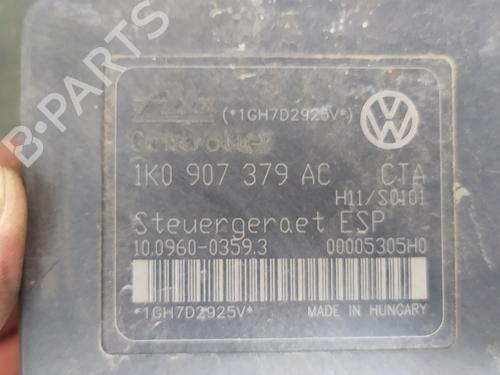 B-PARTS
Ate (*1GH7D2925V*)
Controller
1K0 907 379 AC CTA
H11/S0101
Steuergeraet ESP
10.0960-0359.3 00005305H0
*1GH7D2925V* MADE IN HUNGARY